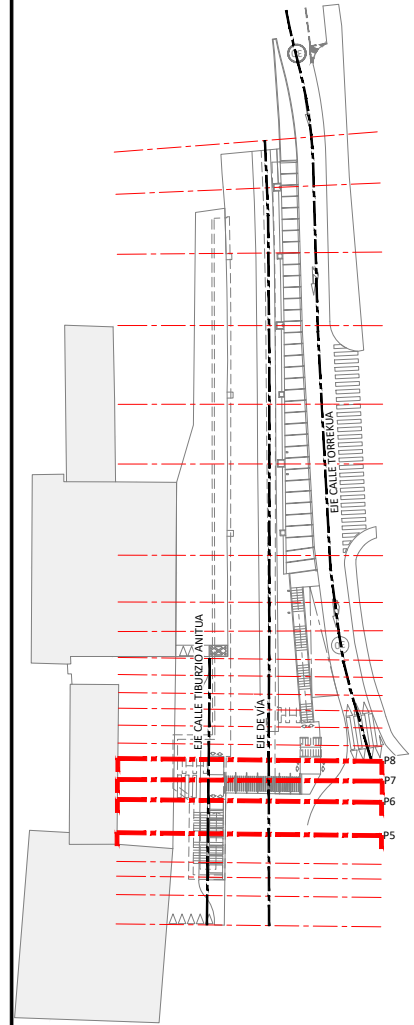 EJE CALLE TORREKUA
EJE CALLE TIBURZIO ANITUA
EJE DE VÍA
P8
P7
P6
P5